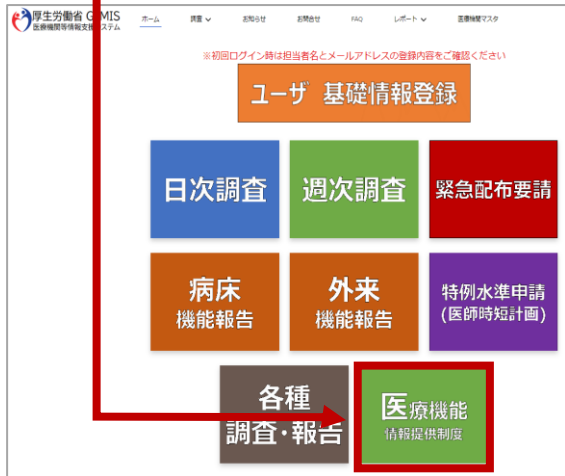 厚生労働省 G-MIS
医療機関等情報支援システム
ホーム 調査 お知らせ お問合せ FAQ レポート 医療機関マスタ
※初回ログイン時は担当者名とメールアドレスの登録内容をご確認ください
ユーザ 基礎情報登録
日次調査 週次調査 緊急配布要請
病床
機能報告
外来
機能報告
特例水準申請
(医師時短計画)
各種
調査・報告
医療機能
情報提供制度